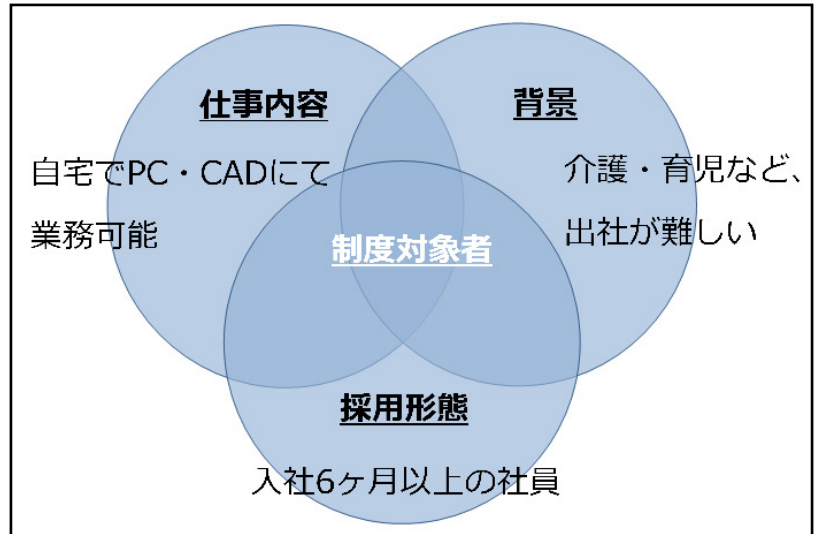 仕事内容
自宅でPC・CADにて
業務可能
背景
介護・育児など、
出社が難しい
制度対象者
採用形態
入社6ヶ月以上の社員